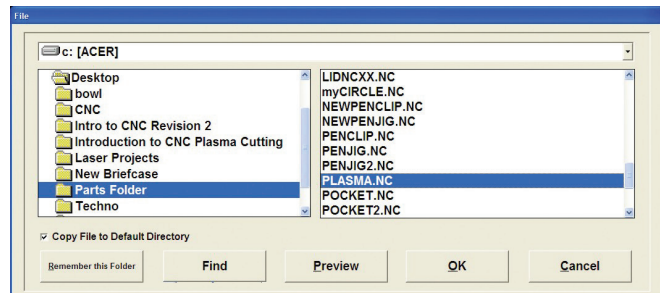 File
c: [ACER]
Desktop
bowl
CNC
Intro to CNC Revision 2
Introduction to CNC Plasma Cutting
Laser Projects
New Briefcase
Parts Folder
Techno
LIDNCXX.NC
myCIRCLE.NC
NEWPENCLIP.NC
NEWPENJIG.NC
PENCLIP.NC
PENJIG.NC
PENJIG2.NC
PLASMA.NC
POCKET.NC
POCKET2.NC
Copy File to Default Directory
Remember this Folder
Find
Preview
OK
Cancel